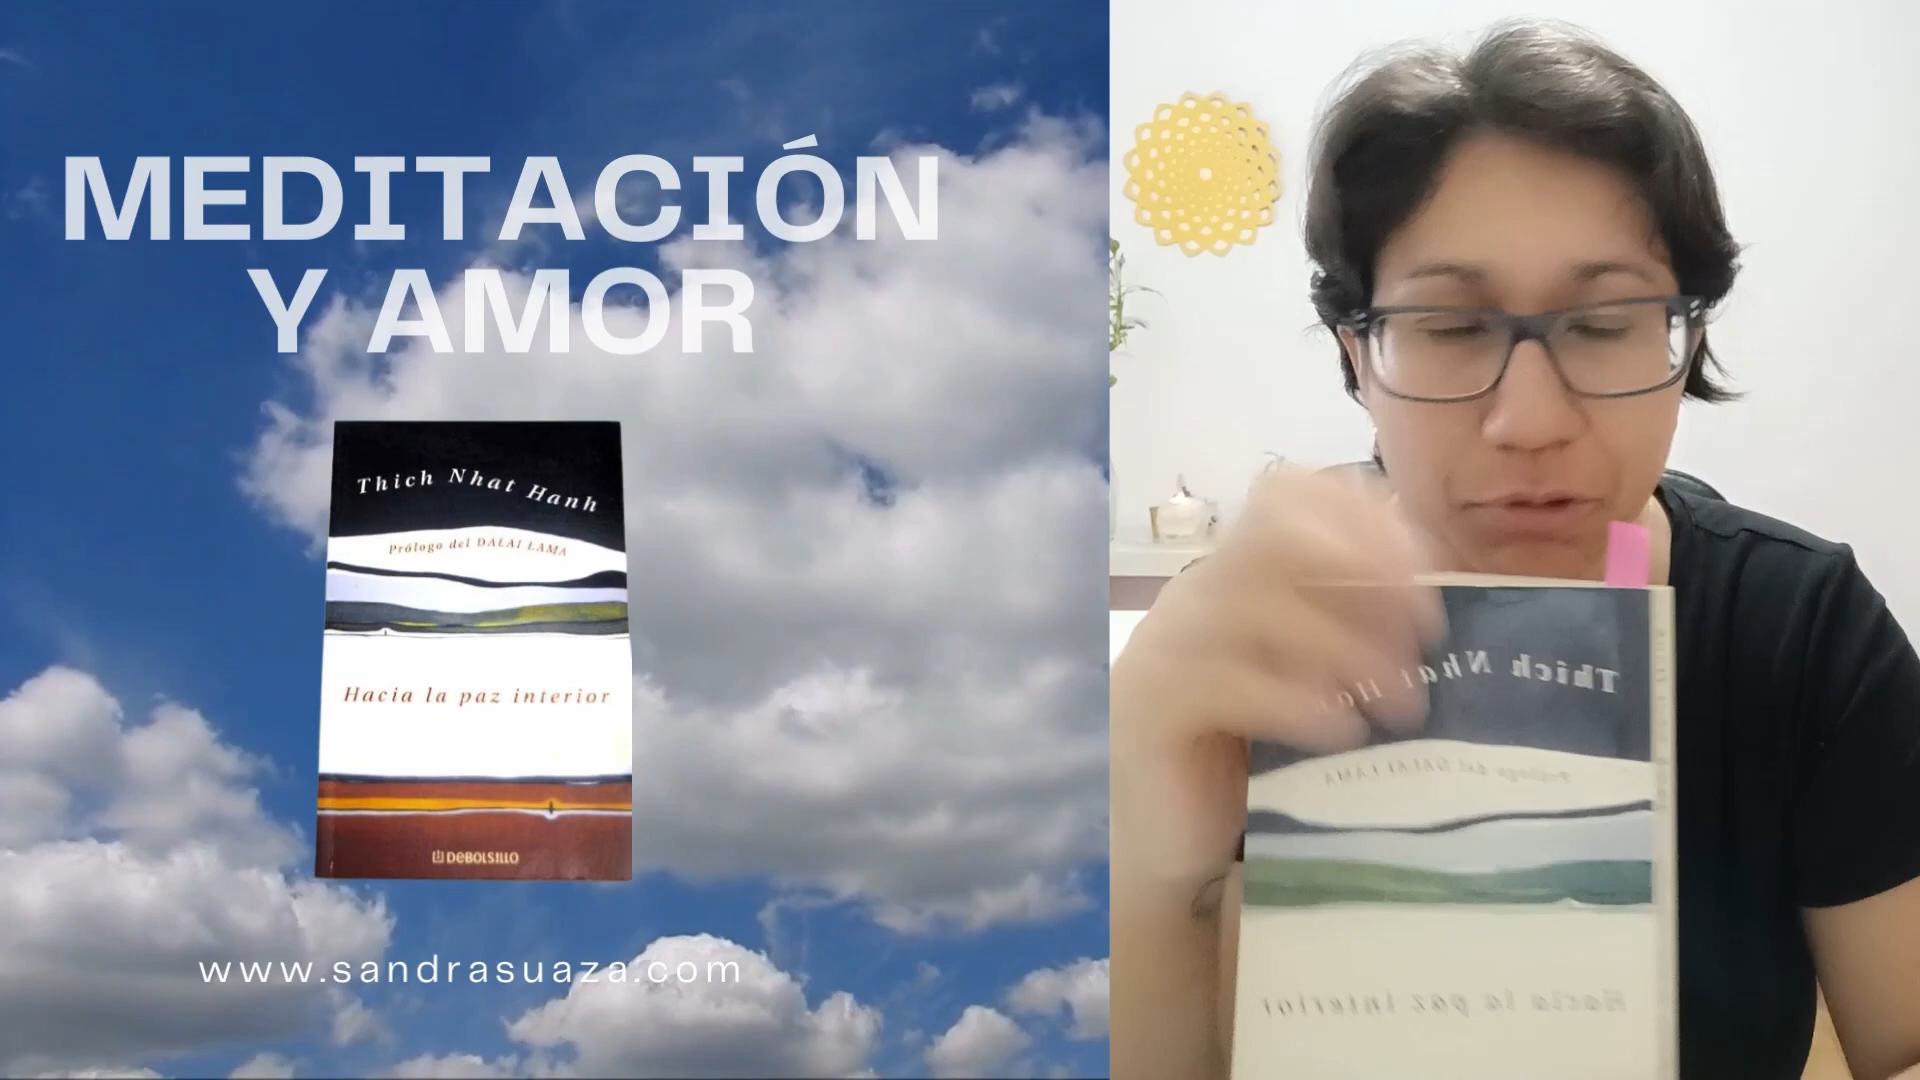 MEDITACIÓN
Y AMOR
Thich Nhat Hanh
Prólogo del DALAI LAMA
Hacia la paz interior
DEBOLSILLO
www.sandrasuaza.com
Thich Nhat Ha
Prólogo del DALAI LAMA
Hacia la paz interior